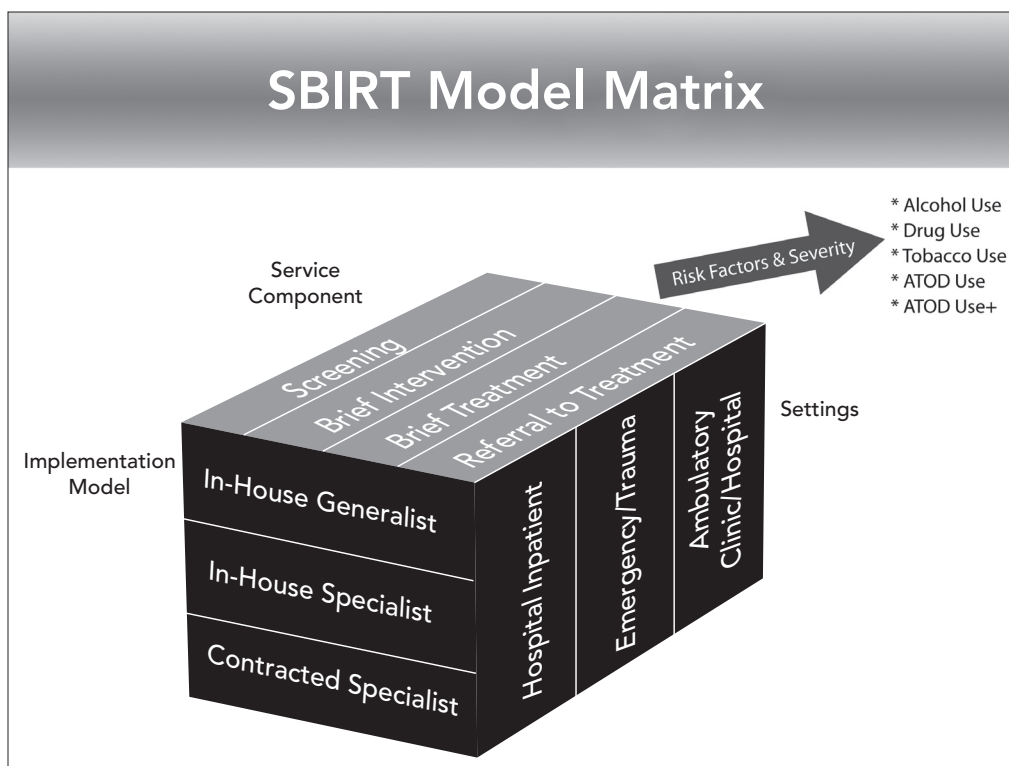 SBIRT Model Matrix
* Alcohol Use
* Drug Use
* Tobacco Use
* ATOD Use
* ATOD Use+
Risk Factors & Severity
Service
Component
Screening
Brief Intervention
Brief Treatment
Referral to Treatment
Settings
Implementation
Model
In-House Generalist
In-House Specialist
Contracted Specialist
Hospital Inpatient
Emergency/Trauma
Ambulatory
Clinic/Hospital